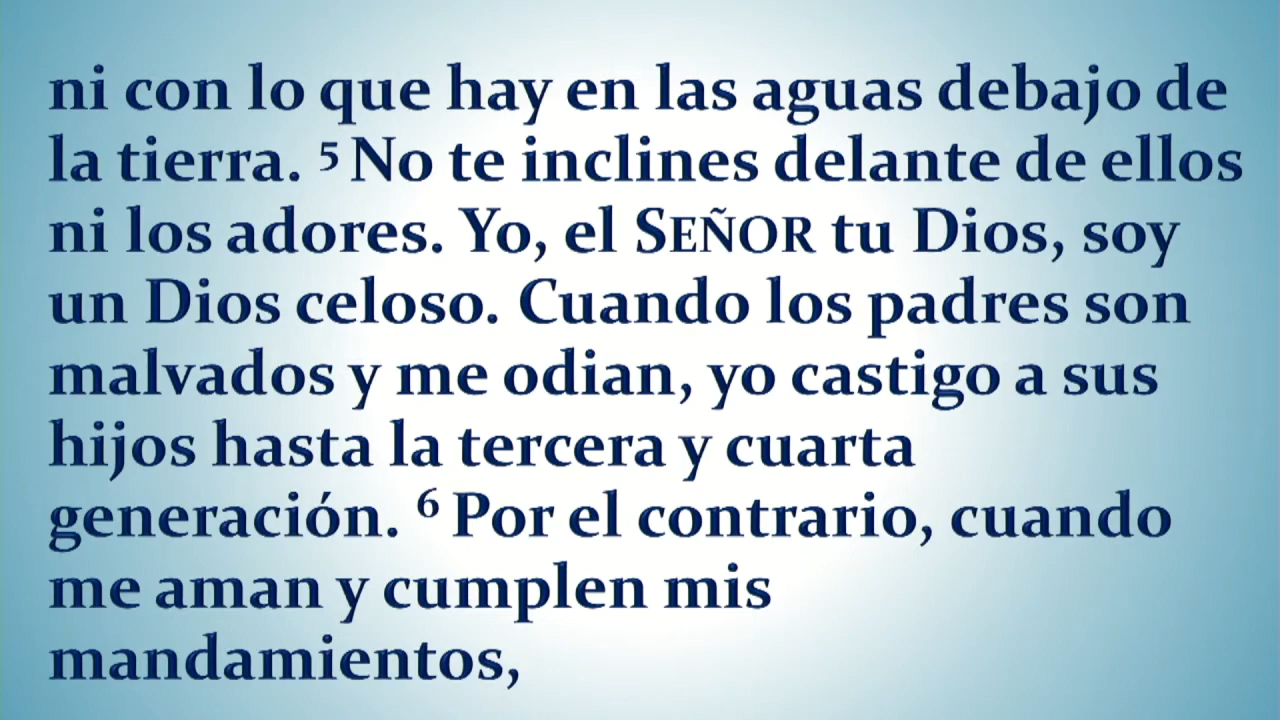 ni con lo que hay en las aguas debajo de
la tierra. ⁵ No te inclines delante de ellos
ni los adores. Yo, el SEÑOR tu Dios, soy
un Dios celoso. Cuando los padres son
malvados y me odian, yo castigo a sus
hijos hasta la tercera y cuarta
generación. ⁶ Por el contrario, cuando
me aman y cumplen mis
mandamientos,